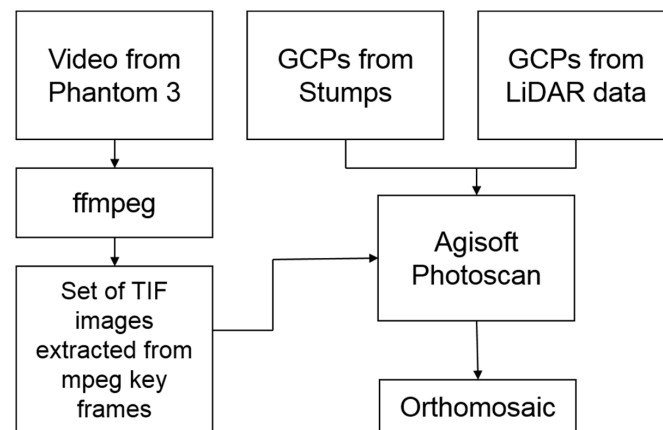 Video from
Phantom 3
GCPs from
Stumps
GCPs from
LiDAR data
ffmpeg
Agisoft
Photoscan
Set of TIF
images
extracted from
mpeg key
frames
Orthomosaic